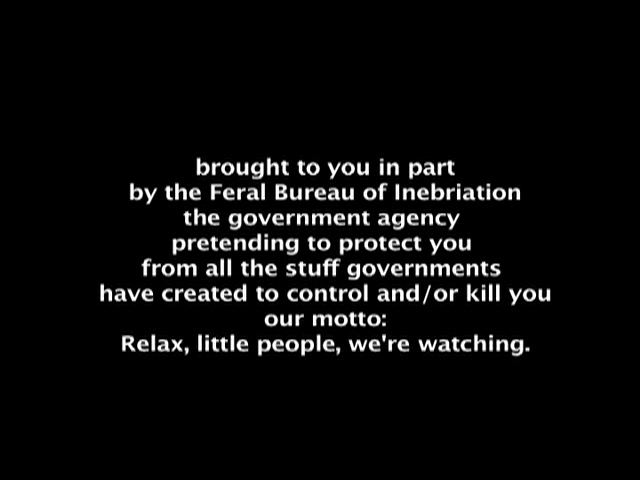 brought to you in part
by the Feral Bureau of Inebriation
the government agency
pretending to protect you
from all the stuff governments
have created to control and/or kill you
our motto:
Relax, little people, we're watching.